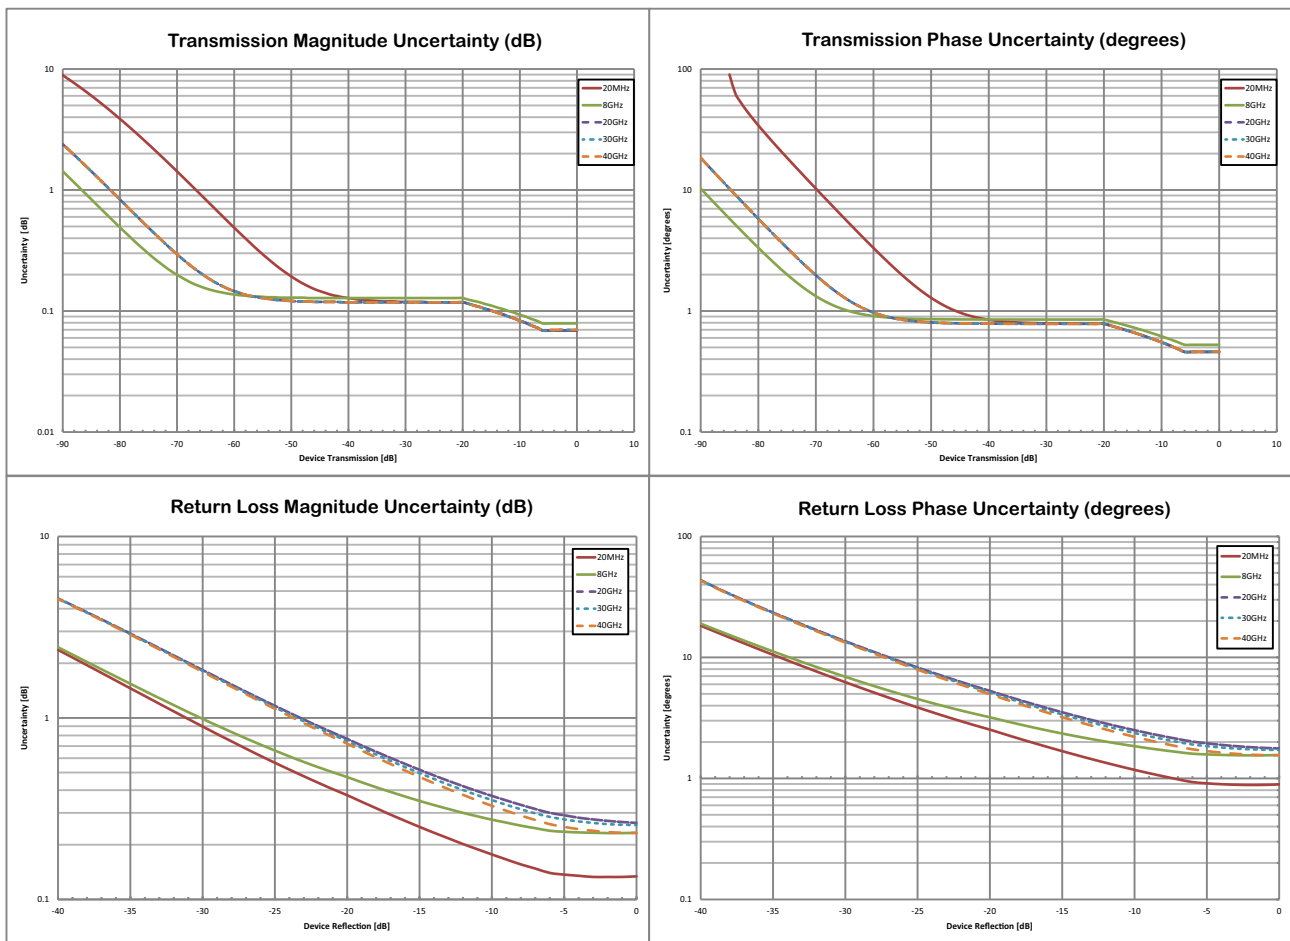 Transmission Magnitude Uncertainty (dB)
10
1
0.1
0.01
Uncertainty [dB]
-90 -80 -70 -60 -50 -40 -30 -20 -10 0 10
Device Transmission [dB]
20MHz
8GHz
20GHz
30GHz
40GHz
Transmission Phase Uncertainty (degrees)
100
10
1
0.1
Uncertainty [degrees]
-90 -80 -70 -60 -50 -40 -30 -20 -10 0 10
Device Transmission [dB]
20MHz
8GHz
20GHz
30GHz
40GHz
Return Loss Magnitude Uncertainty (dB)
10
1
0.1
Uncertainty [dB]
-40 -35 -30 -25 -20 -15 -10 -5 0
Device Reflection [dB]
20MHz
8GHz
20GHz
30GHz
40GHz
Return Loss Phase Uncertainty (degrees)
100
10
1
0.1
Uncertainty [degrees]
-40 -35 -30 -25 -20 -15 -10 -5 0
Device Reflection [dB]
20MHz
8GHz
20GHz
30GHz
40GHz